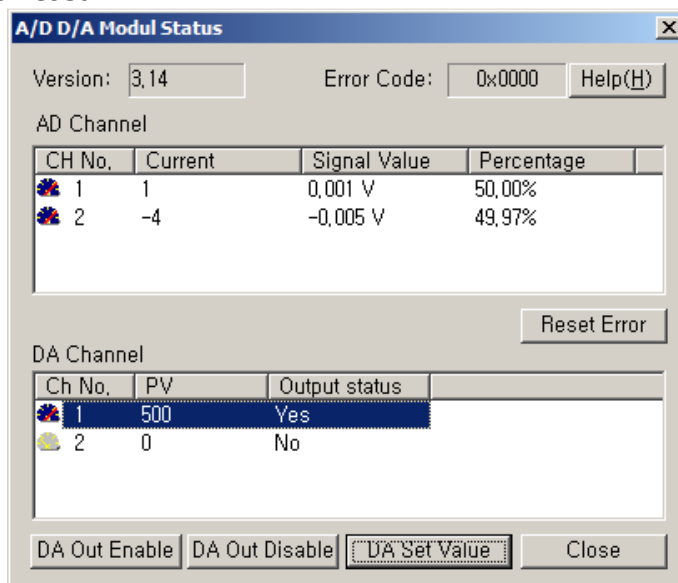 A/D D/A Modul Status
Version: 3,14 Error Code: 0x0000 Help(H)
AD Channel
CH No, Current Signal Value Percentage
1 1 0,001 V 50,00%
2 -4 -0,005 V 49,97%
Reset Error
DA Channel
Ch No, PV Output status
1 500 Yes
2 0 No
DA Out Enable DA Out Disable DA Set Value Close